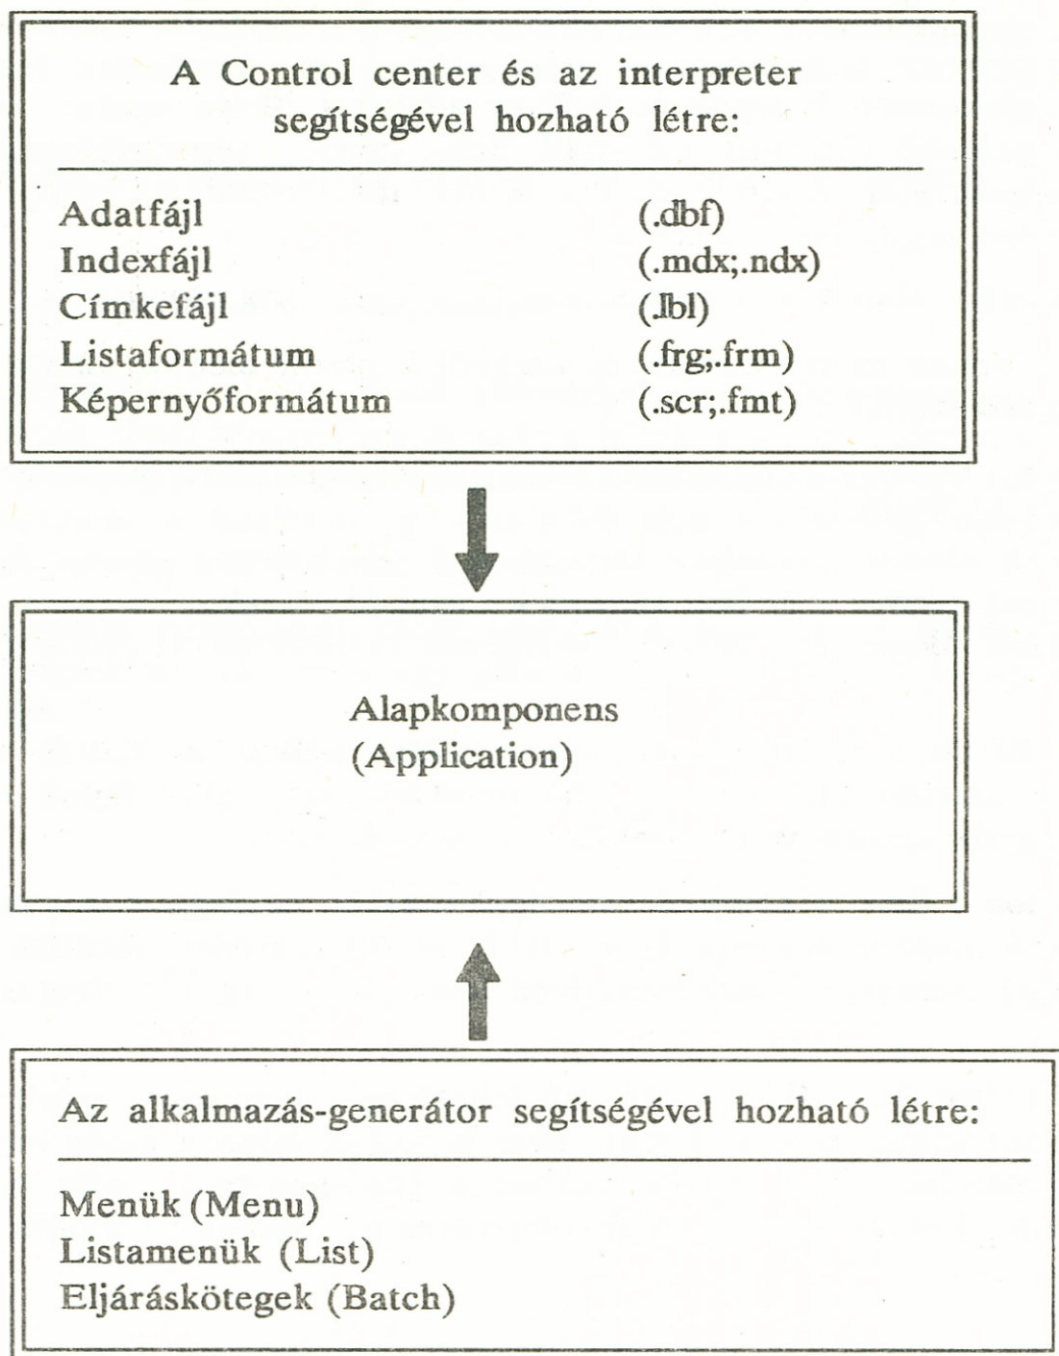 A Control center és az interpreter
segítségével hozható létre:
Adatfájl (.dbf)
Indexfájl (.mdx;.ndx)
Címkefájl (.lbl)
Listaformátum (.frg;.frm)
Képernyőformátum (.scr;.fmt)
Alapkomponens
(Application)
Az alkalmazás-generátor segítségével hozható létre:
Menük (Menu)
Listamenük (List)
Eljáráskötegek (Batch)